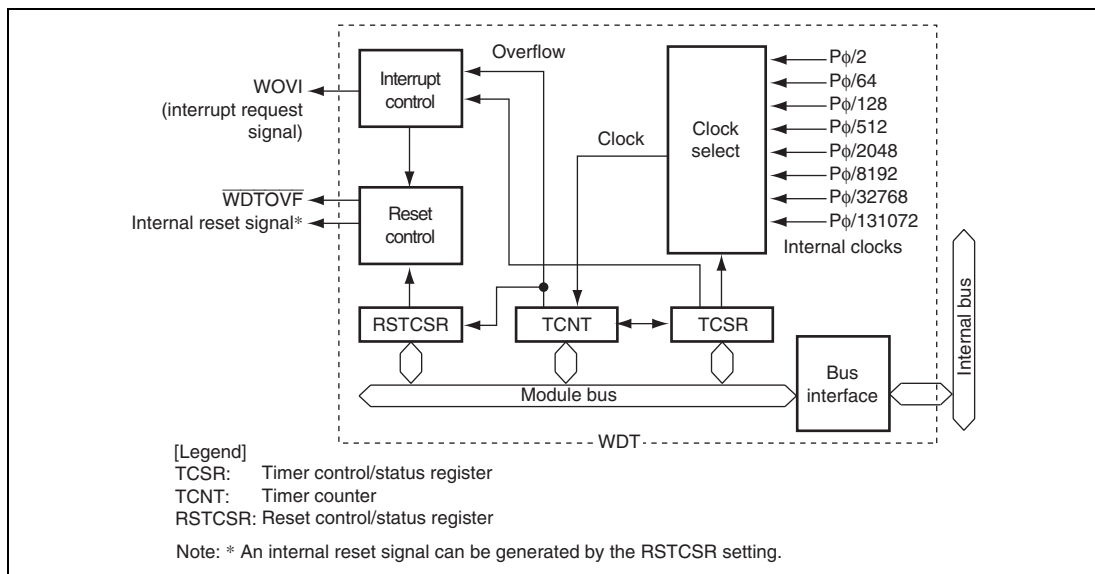 Overflow
Interrupt
control
WOVI
(interrupt request
signal)
Clock
Clock
select
Pφ/2
Pφ/64
Pφ/128
Pφ/512
Pφ/2048
Pφ/8192
Pφ/32768
Pφ/131072
Internal clocks
WDTOVF
Internal reset signal*
Reset
control
RSTCSR
TCNT
TCSR
Module bus
Bus
interface
Internal bus
WDT
[Legend]
TCSR: Timer control/status register
TCNT: Timer counter
RSTCSR: Reset control/status register
Note: * An internal reset signal can be generated by the RSTCSR setting.